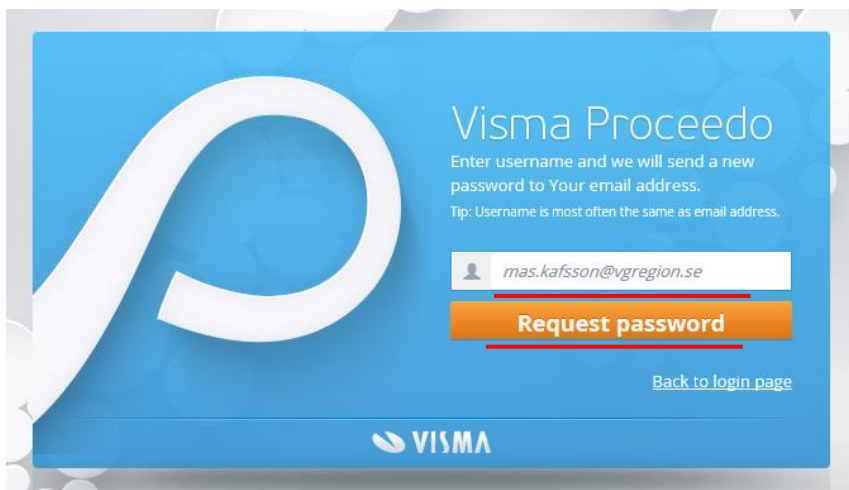 Visma Proceedo
Enter username and we will send a new
password to Your email address.
Tip: Username is most often the same as email address.
mas.kafsson@vgregion.se
Request password
Back to login page
VISMA